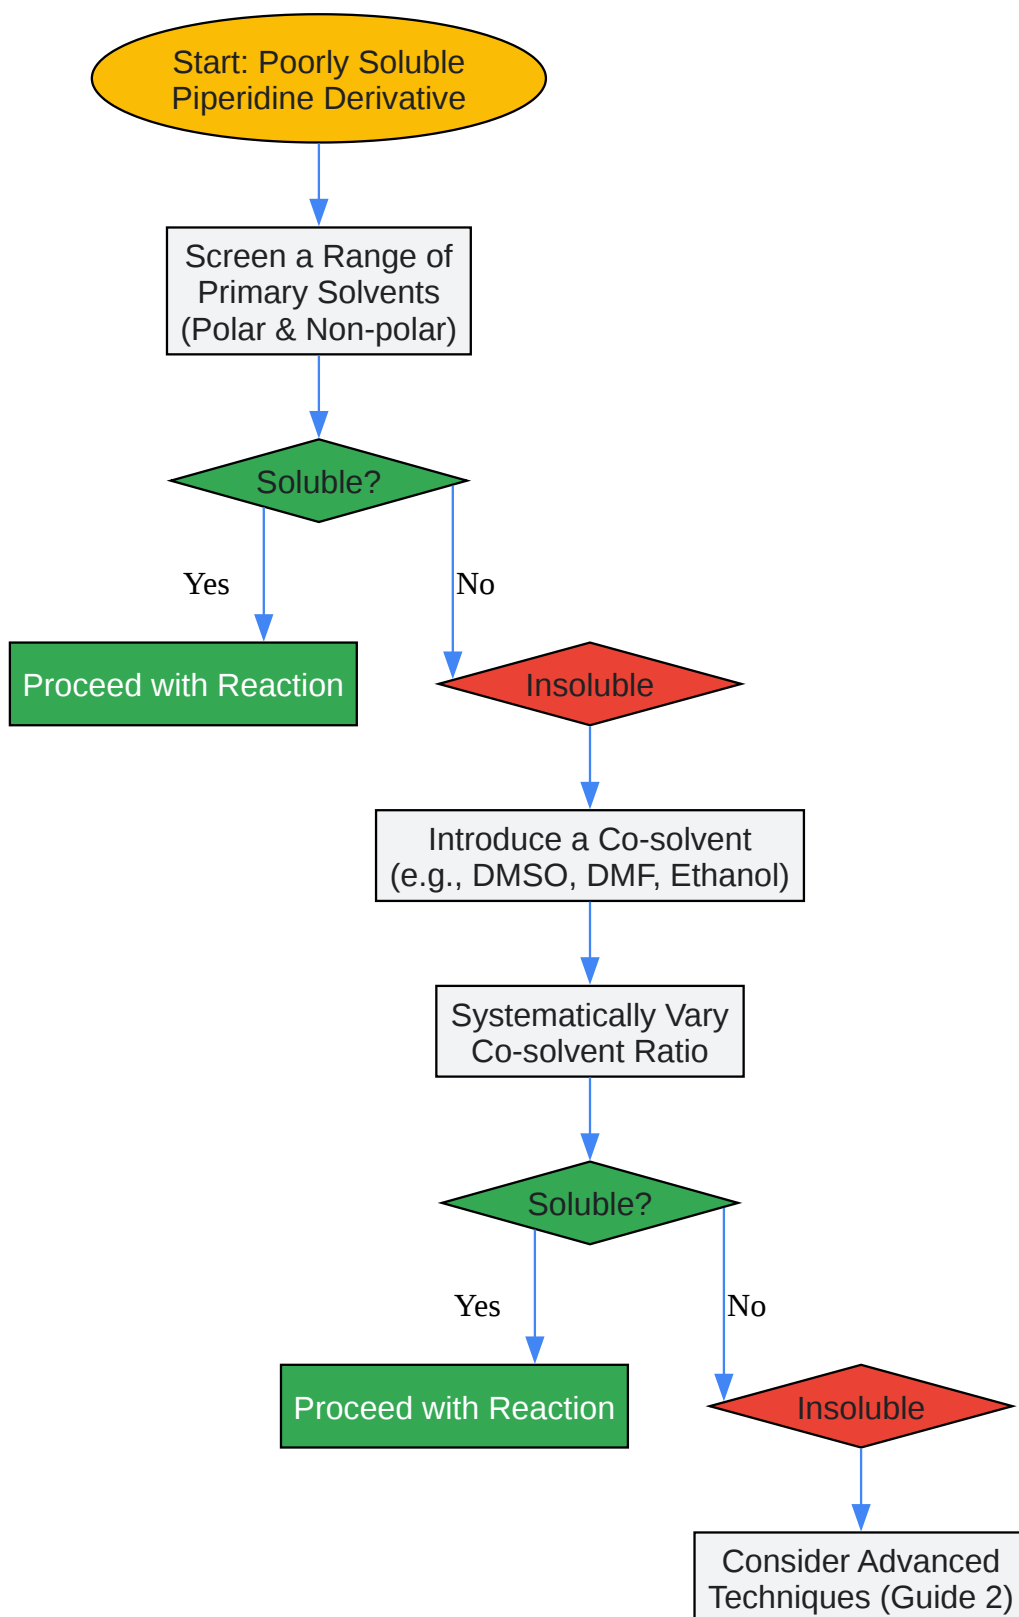 Start: Poorly Soluble
Piperidine Derivative
Screen a Range of
Primary Solvents
(Polar & Non-polar)
Soluble?
Yes
No
Proceed with Reaction
Insoluble
Introduce a Co-solvent
(e.g., DMSO, DMF, Ethanol)
Systematically Vary
Co-solvent Ratio
Soluble?
Yes
No
Proceed with Reaction
Insoluble
Consider Advanced
Techniques (Guide 2)